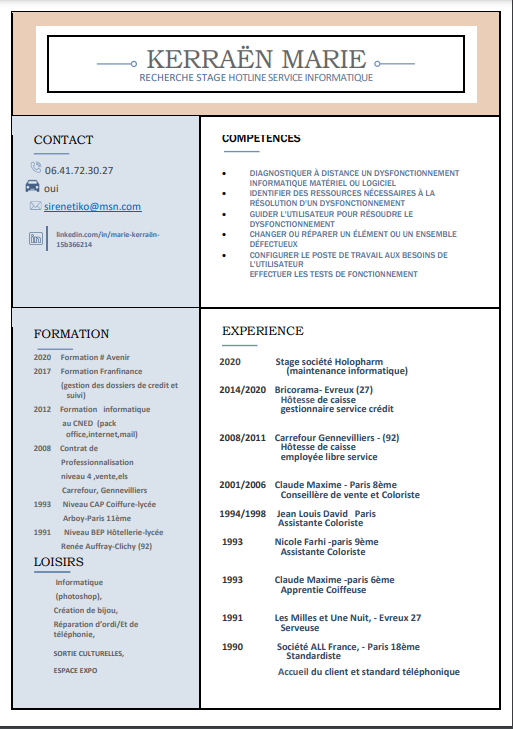 KERRAËN MARIE
RECHERCHE STAGE HOTLINE SERVICE INFORMATIQUE
CONTACT
06.41.72.30.27
oui
sirenetiko@msn.com
linkedin.com/in/marie-kerraën-
15b366214
COMPETENCES
• DIAGNOSTIQUER À DISTANCE UN DYSFONCTIONNEMENT
INFORMATIQUE MATÉRIEL OU LOGICIEL
• IDENTIFIER DES RESSOURCES NÉCESSAIRES À LA
RÉSOLUTION D'UN DYSFONCTIONNEMENT
• GUIDER L'UTILISATEUR POUR RÉSOUDRE LE
DYSFONCTIONNEMENT
• CHANGER OU RÉPARER UN ÉLÉMENT OU UN ENSEMBLE
DÉFECTUEUX
• CONFIGURER LE POSTE DE TRAVAIL AUX BESOINS DE
L'UTILISATEUR
EFFECTUER LES TESTS DE FONCTIONNEMENT
FORMATION
2020 Formation # Avenir
2017 Formation Franfinance
(gestion des dossiers de credit et
suivi)
2012 Formation informatique
au CNED (pack
office,internet,mail)
2008 Contrat de
Professionnalisation
niveau 4 ,vente,els
Carrefour, Gennevilliers
1993 Niveau CAP Coiffure-lycée
Arboy-Paris 11ème
1991 Niveau BEP Hôtellerie-lycée
Renée Auffray-Clichy (92)
LOISIRS
Informatique
(photoshop),
Création de bijou,
Réparation d'ordi/Et de
téléphonie,
SORTIE CULTURELLES,
ESPACE EXPO
EXPERIENCE
2020 Stage société Holopharm
(maintenance informatique)
2014/2020 Bricorama- Evreux (27)
Hôtesse de caisse
gestionnaire service crédit
2008/2011 Carrefour Gennevilliers - (92)
Hôtesse de caisse
employée libre service
2001/2006 Claude Maxime - Paris 8ème
Conseillère de vente et Coloriste
1994/1998 Jean Louis David Paris
Assistante Coloriste
1993 Nicole Farhi -paris 9ème
Assistante Coloriste
1993 Claude Maxime -paris 6ème
Apprentie Coiffeuse
1991 Les Milles et Une Nuit, - Evreux 27
Serveuse
1990 Société ALL France, - Paris 18ème
Standardiste
Accueil du client et standard téléphonique